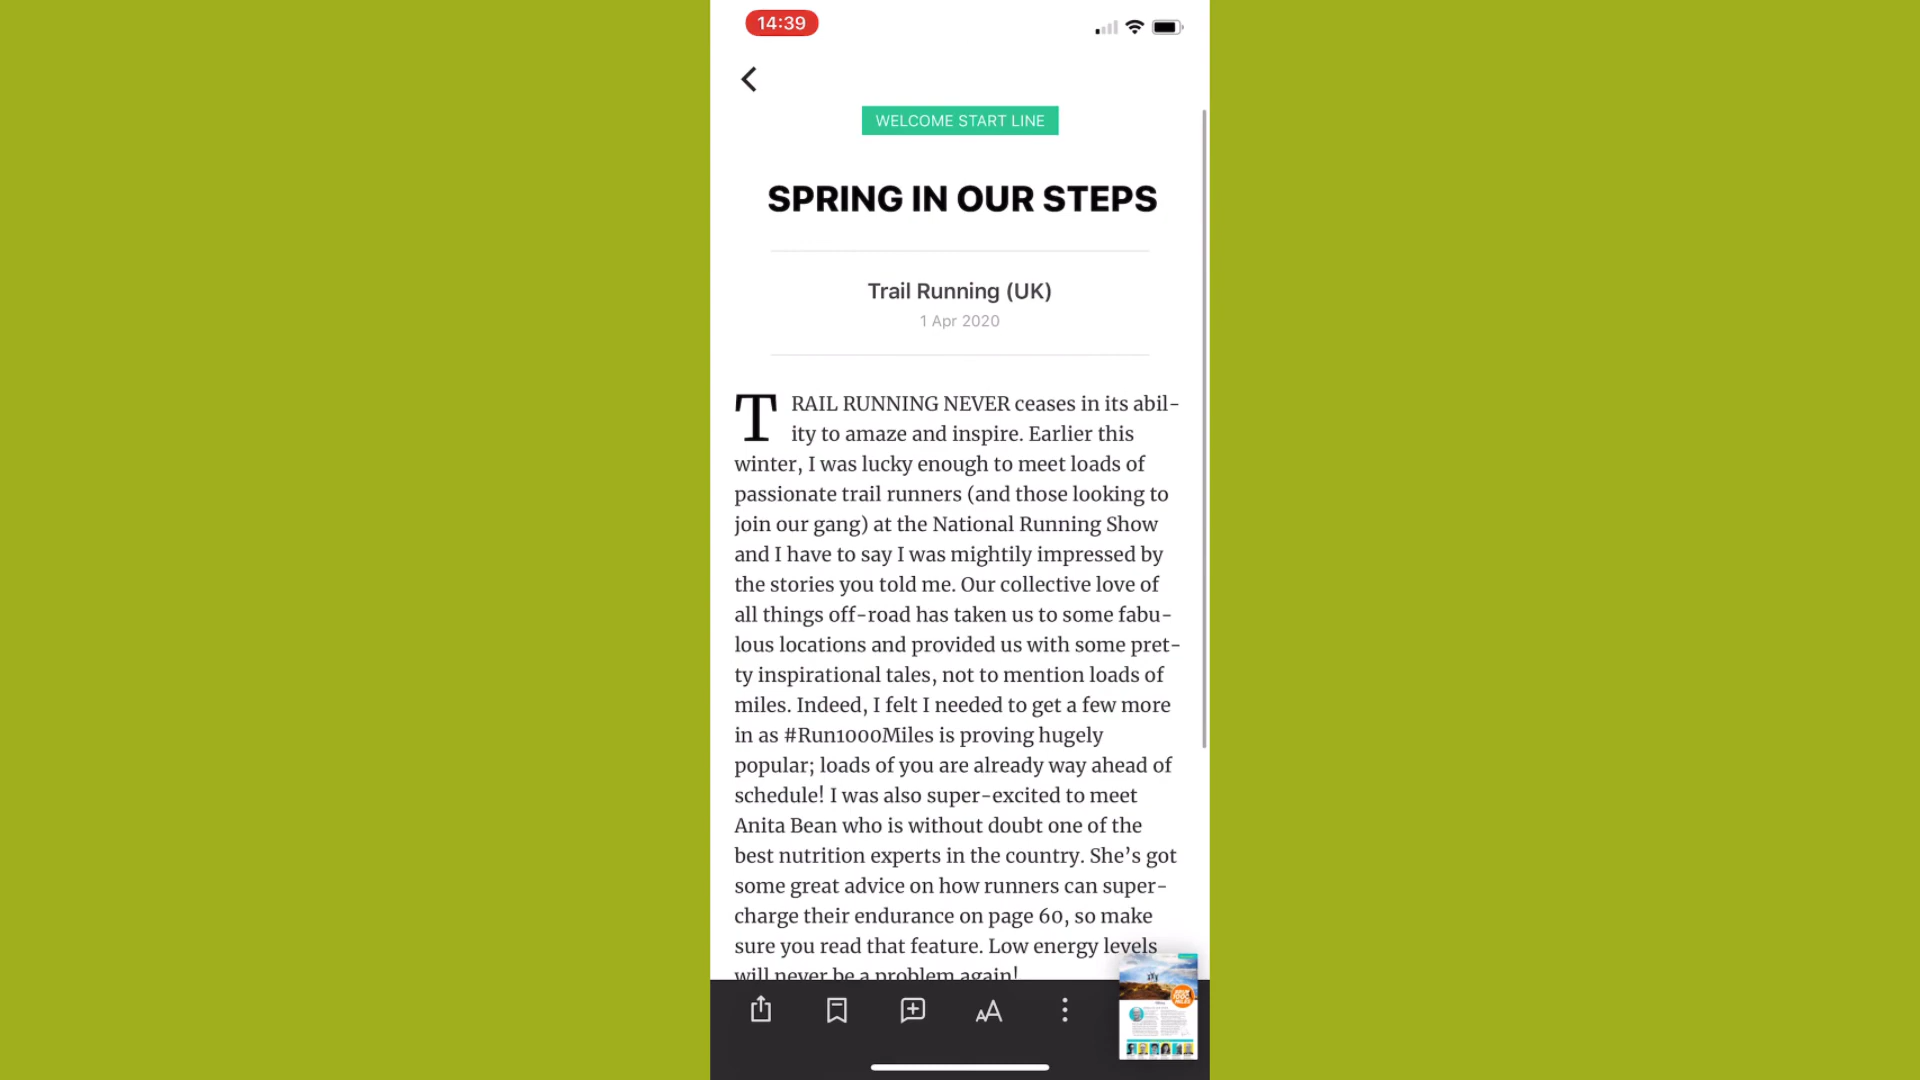 14:39
WELCOME START LINE
SPRING IN OUR STEPS
Trail Running (UK)
1 Apr 2020
TRAIL RUNNING NEVER ceases in its abil-
ity to amaze and inspire. Earlier this
winter, I was lucky enough to meet loads of
passionate trail runners (and those looking to
join our gang) at the National Running Show
and I have to say I was mightily impressed by
the stories you told me. Our collective love of
all things off-road has taken us to some fabu-
lous locations and provided us with some pret-
ty inspirational tales, not to mention loads of
miles. Indeed, I felt I needed to get a few more
in as #Run1000Miles is proving hugely
popular; loads of you are already way ahead of
schedule! I was also super-excited to meet
Anita Bean who is without doubt one of the
best nutrition experts in the country. She's got
some great advice on how runners can super-
charge their endurance on page 60, so make
sure you read that feature. Low energy levels
will never be a problem again!
AA